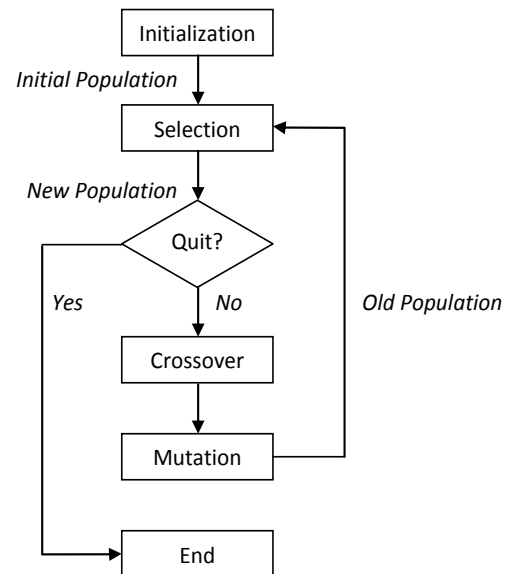 Initialization
Initial Population
Selection
New Population
Quit?
Yes
No
Old Population
Crossover
Mutation
End